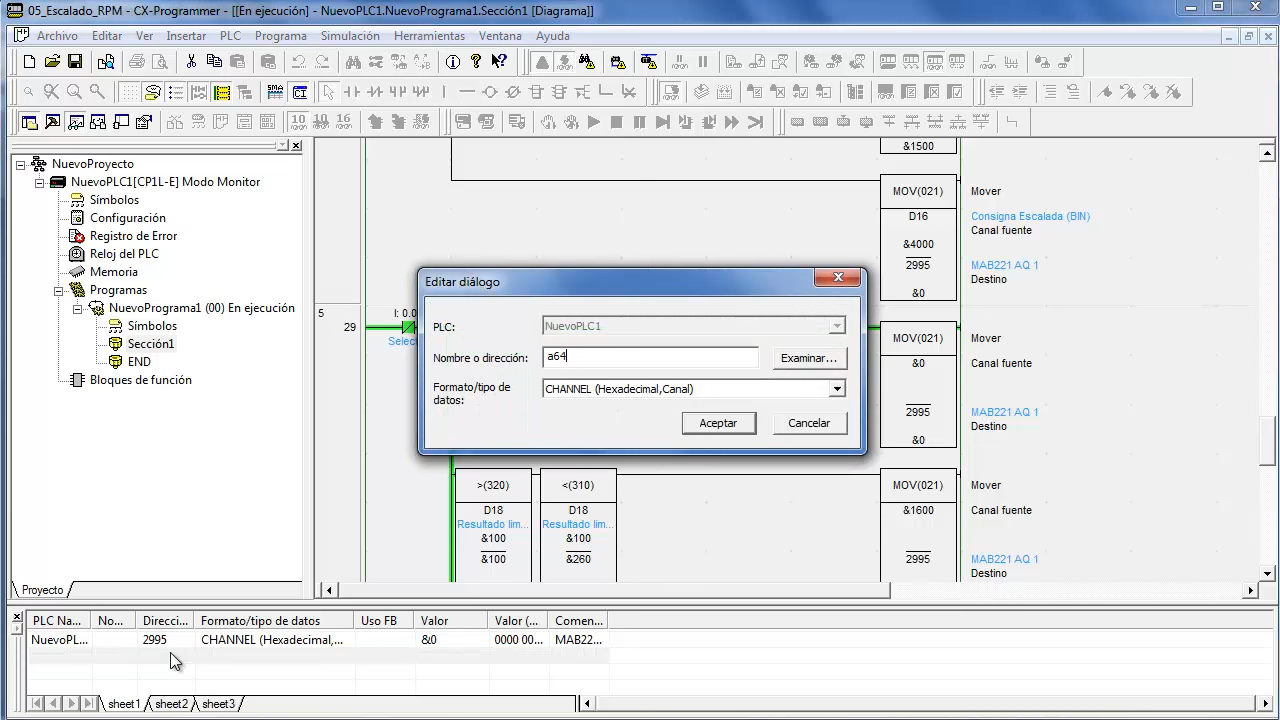 05_Escalado_RPM - CX-Programmer - [[En ejecución] - NuevoPLC1.NuevoPrograma1.Sección1 [Diagrama]]
Archivo Editar Ver Insertar PLC Programa Simulación Herramientas Ventana Ayuda
NuevoProyecto
NuevoPLC1[CP1L-E] Modo Monitor
Símbolos
Configuración
Registro de Error
Reloj del PLC
Memoria
Programas
NuevoPrograma1 (00) En ejecución
Símbolos
Sección1
END
Bloques de función
Proyecto
&1500
MOV(021)
Mover
D16
Consigna Escalada (BIN)
Canal fuente
&4000
2995
MAB221 AQ 1
Destino
&0
5
29
I: 0.0
Selec
MOV(021)
Mover
&0
Canal fuente
2995
MAB221 AQ 1
Destino
&0
>(320)
<(310)
MOV(021)
Mover
D18
D18
&1600
Canal fuente
Resultado lim...
Resultado lim...
&100
&100
&100
&260
2995
MAB221 AQ 1
Destino
Editar diálogo
PLC:
NuevoPLC1
Nombre o dirección:
a64
Examinar...
Formato/tipo de datos:
CHANNEL (Hexadecimal,Canal)
Aceptar
Cancelar
PLC Na... No... Direcci... Formato/tipo de datos Uso FB Valor Valor (... Comen...
NuevoPL... 2995 CHANNEL (Hexadecimal,... &0 0000 00... MAB22...
sheet1 sheet2 sheet3